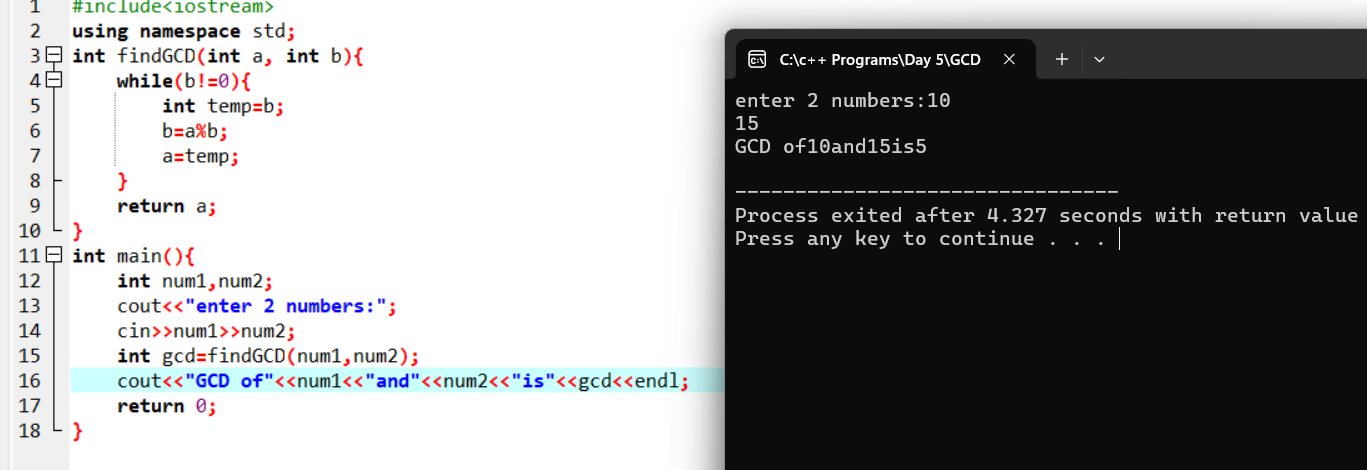 1 #include<iostream>
2 using namespace std;
3 int findGCD(int a, int b){
4 while(b!=0){
5 int temp=b;
6 b=a%b;
7 a=temp;
8 }
9 return a;
10 }
11 int main(){
12 int num1,num2;
13 cout<<"enter 2 numbers:";
14 cin>>num1>>num2;
15 int gcd=findGCD(num1,num2);
16 cout<<"GCD of"<<num1<<"and"<<num2<<"is"<<gcd<<endl;
17 return 0;
18 }
C:\c++ Programs\Day 5\GCD
enter 2 numbers:10
15
GCD of10and15is5
--------------------------------
Process exited after 4.327 seconds with return value
Press any key to continue . . .